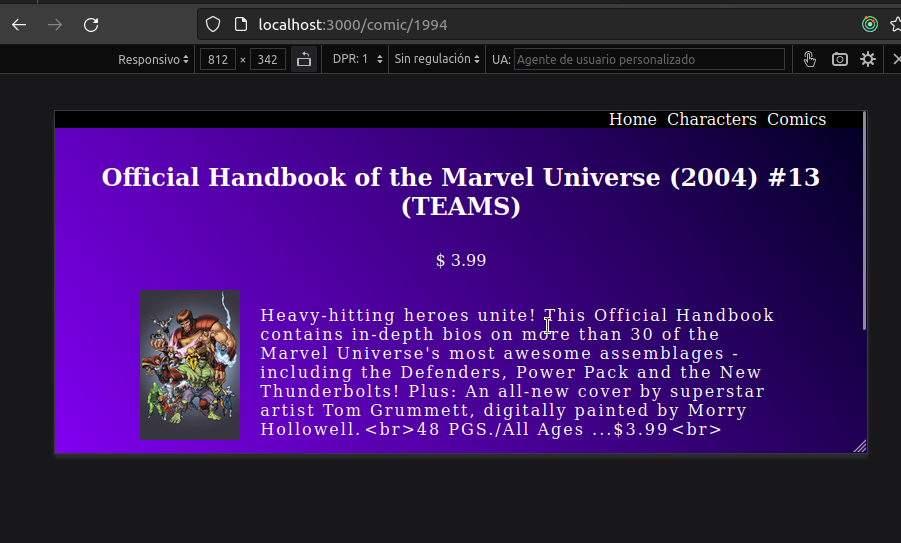 localhost:3000/comic/1994
Responsivo 812 × 342 DPR: 1 Sin regulación UA: Agente de usuario personalizado
Home Characters Comics
Official Handbook of the Marvel Universe (2004) #13
(TEAMS)
$ 3.99
Heavy-hitting heroes unite! This Official Handbook
contains in-depth bios on more than 30 of the
Marvel Universe's most awesome assemblages -
including the Defenders, Power Pack and the New
Thunderbolts! Plus: An all-new cover by superstar
artist Tom Grummett, digitally painted by Morry
Hollowell.<br>48 PGS./All Ages ...$3.99<br>